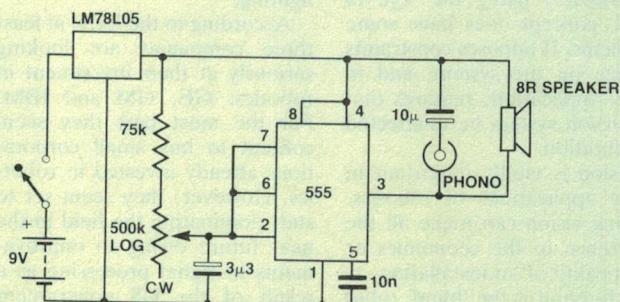 LM78L05
75k
500k
LOG
CW
9V
+
3µ3
7
6
2
8
4
555
3
1
5
10n
10µ
+
PHONO
8R SPEAKER